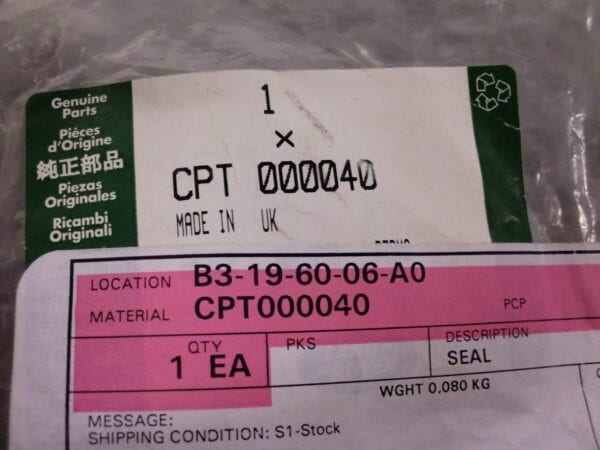 Genuine
Parts
Pièces
d'Origine
純正部品
Piezas
Originales
Ricambi
Originali
1
×
CPT 000040
MADE IN UK
LOCATION B3-19-60-06-A0
MATERIAL CPT000040
PCP
QTY
1 EA
PKS
DESCRIPTION
SEAL
WGHT 0,080 KG
MESSAGE:
SHIPPING CONDITION: S1-Stock